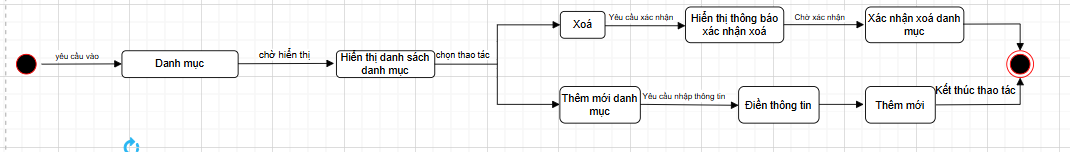 yêu cầu vào
Danh mục
chờ hiển thị
Hiển thị danh sách
danh mục
chọn thao tác
Xoá
Yêu cầu xác nhận
Hiển thị thông báo
xác nhận xoá
Chờ xác nhận
Xác nhận xoá danh
mục
Thêm mới danh
mục
Yêu cầu nhập thông tin
Điền thông tin
Thêm mới
Kết thúc thao tác